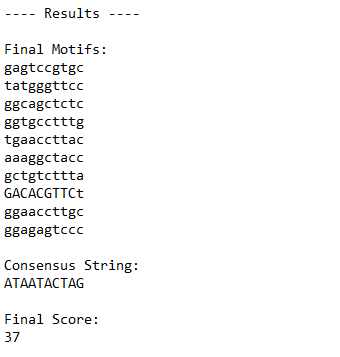 ---- Results ----
Final Motifs:
gagtccgtgc
tatgggttcc
ggcagctctc
ggtgcctttg
tgaaccttac
aaaggctacc
gctgtcttta
GACACGTTCt
ggaaccttgc
ggagagtccc
Consensus String:
ATAATACTAG
Final Score:
37